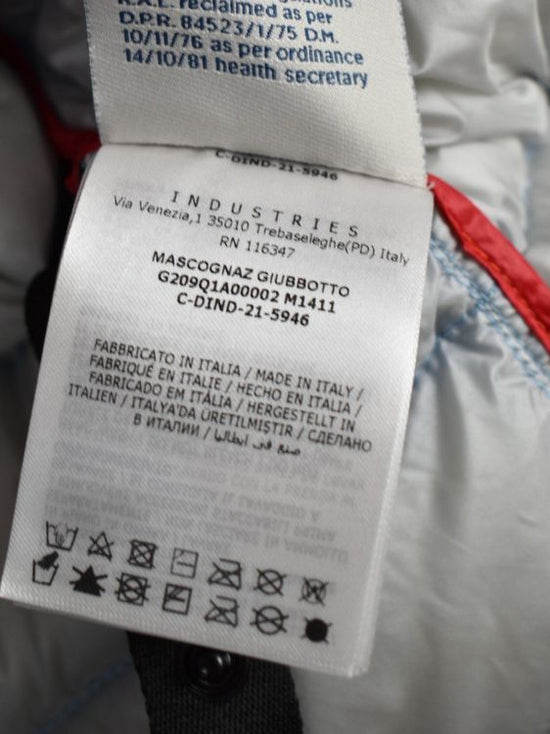 R.A.L. reclaimed as per
D.P.R. 84523/1/75 D.M.
10/11/76 as per ordinance
14/10/81 health secretary
C-DIND-21-5946
INDUSTRIES
Via Venezia,1 35010 Trebaseleghe(PD) Italy
RN 116347
MASCOGNAZ GIUBBOTTO
G209Q1A00002 M1411
C-DIND-21-5946
FABBRICATO IN ITALIA / MADE IN ITALY /
FABRIQUÉ EN ITALIE / HECHO EN ITALIA /
FABRICADO EM ITÁLIA / HERGESTELLT IN
ITALIEN / ITALYA'DA ÜRETILMIŞTIR / СДЕЛАНО
В ИТАЛИИ / صنع في ايطاليا